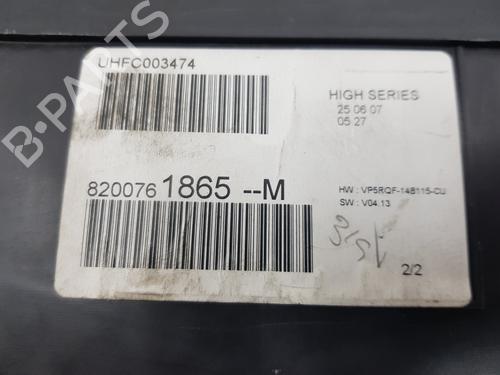 UHFC003474
HIGH SERIES
25 06 07
05:27
8200761865 --M
HW : VP5RQF-14B115-CU
SW : V04.13
2/2
B-PARTS